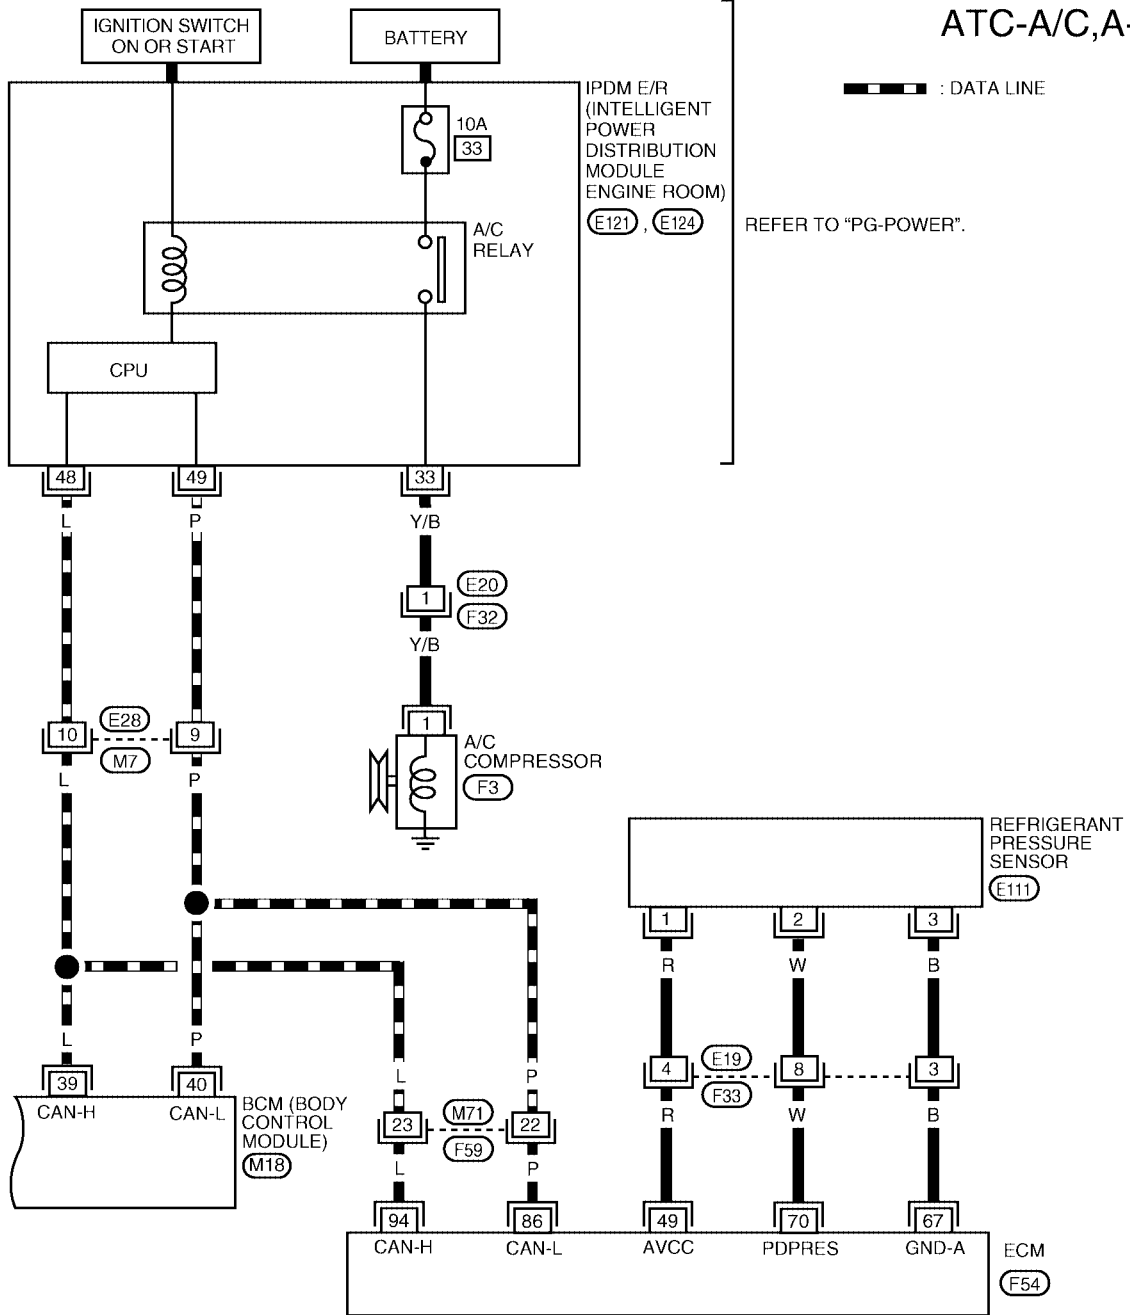 ATC-A/C,A-
IGNITION SWITCH
ON OR START
BATTERY
: DATA LINE
IPDM E/R
(INTELLIGENT
POWER
DISTRIBUTION
MODULE
ENGINE ROOM)
E121 , E124
10A
33
REFER TO “PG-POWER”.
A/C
RELAY
CPU
48
49
33
L
P
Y/B
1
E20
F32
Y/B
10
E28
M7
9
1
A/C
COMPRESSOR
F3
L
P
REFRIGERANT
PRESSURE
SENSOR
E111
1
2
3
R
W
B
L
P
39
40
CAN-H
CAN-L
BCM (BODY
CONTROL
MODULE)
M18
L
P
4
E19
F33
8
3
23
M71
F59
22
R
W
B
L
P
94
86
49
70
67
CAN-H
CAN-L
AVCC
PDPRES
GND-A
ECM
F54